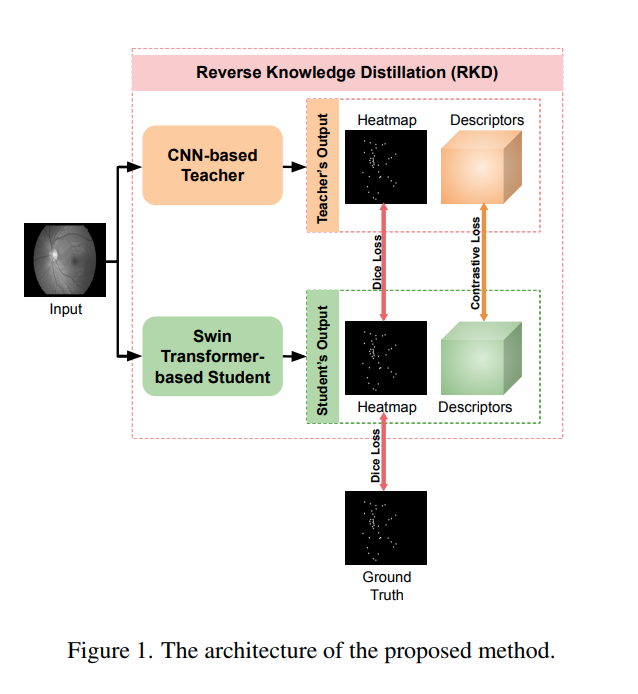 Reverse Knowledge Distillation (RKD)
CNN-based
Teacher
Teacher's Output
Heatmap
Descriptors
Dice Loss
Contrastive Loss
Input
Swin
Transformer-
based Student
Student's Output
Heatmap
Descriptors
Dice Loss
Ground
Truth
Figure 1. The architecture of the proposed method.